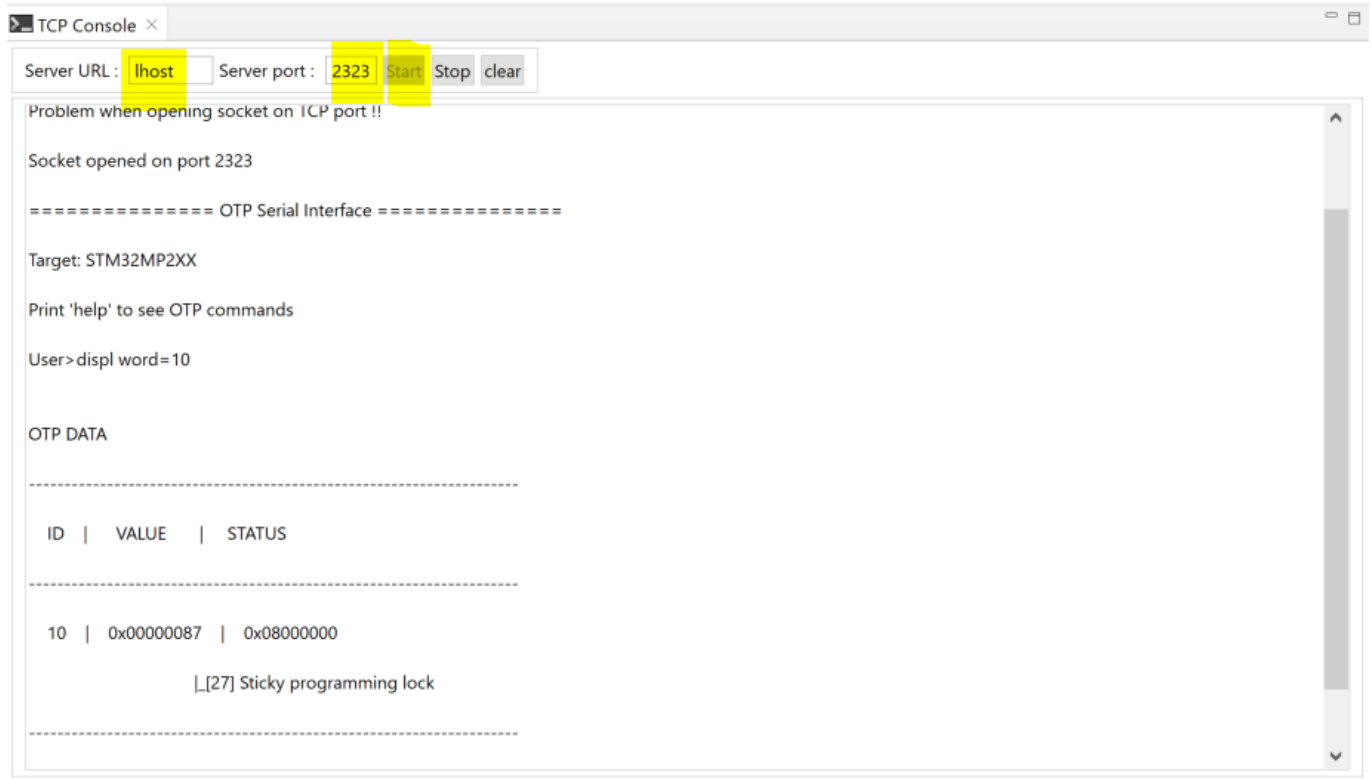 TCP Console
Server URL : lhost Server port : 2323 Start Stop clear
Problem when opening socket on TCP port !!
Socket opened on port 2323
=============== OTP Serial Interface ===============
Target: STM32MP2XX
Print 'help' to see OTP commands
User>displ word=10
OTP DATA
---------------------------------------------------------------------
ID | VALUE | STATUS
---------------------------------------------------------------------
10 | 0x00000087 | 0x08000000
|_[27] Sticky programming lock
---------------------------------------------------------------------